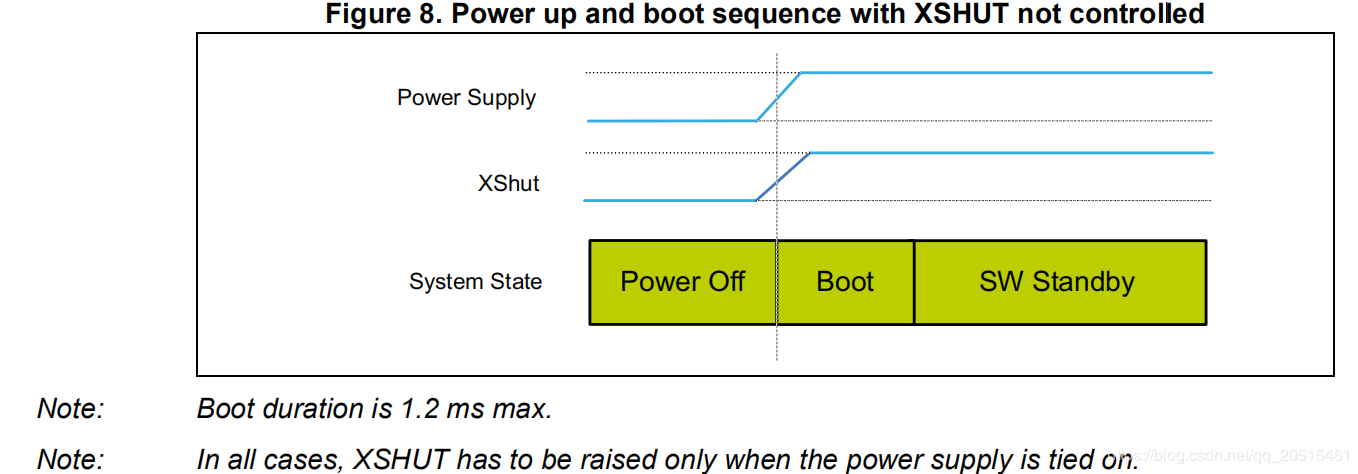 Figure 8. Power up and boot sequence with XSHUT not controlled
Power Supply
XShut
System State
Power Off
Boot
SW Standby
Note: Boot duration is 1.2 ms max.
Note: In all cases, XSHUT has to be raised only when the power supply is tied on.
https://blog.csdn.net/qq_20515461